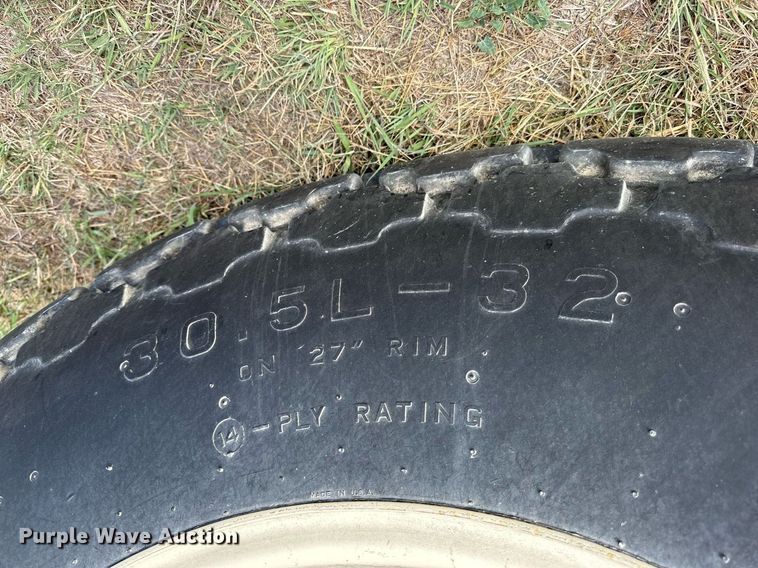 30.5L-32
ON 27" RIM
14-PLY RATING
MADE IN U.S.A.
Purple Wave Auction